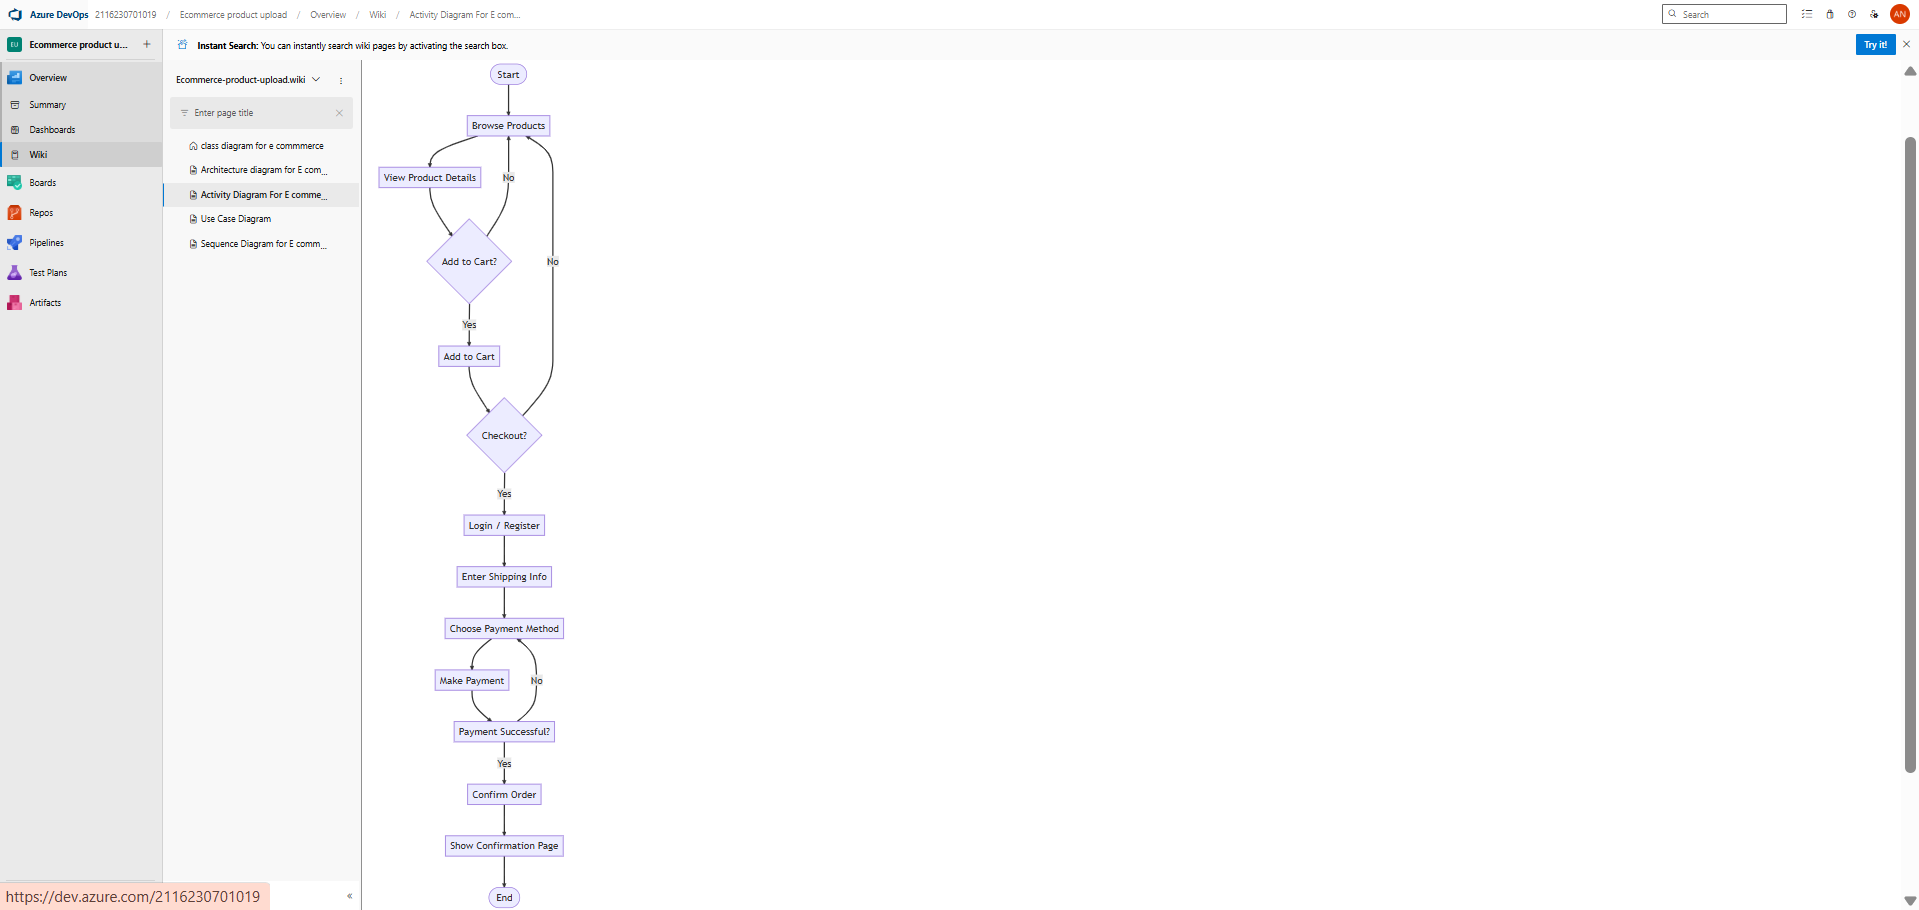 Azure DevOps 2116230701019 / Ecommerce product upload / Overview / Wiki / Activity Diagram For E com...
Search
AN
EU Ecommerce product u... +
Instant Search: You can instantly search wiki pages by activating the search box.
Try it!
Overview
Summary
Dashboards
Wiki
Boards
Repos
Pipelines
Test Plans
Artifacts
Ecommerce-product-upload.wiki
Enter page title
class diagram for e commmerce
Architecture diagram for E com...
Activity Diagram For E comme...
Use Case Diagram
Sequence Diagram for E comm...
Start
Browse Products
View Product Details
No
Add to Cart?
No
Yes
Add to Cart
Checkout?
Yes
Login / Register
Enter Shipping Info
Choose Payment Method
Make Payment
No
Payment Successful?
Yes
Confirm Order
Show Confirmation Page
End
https://dev.azure.com/2116230701019